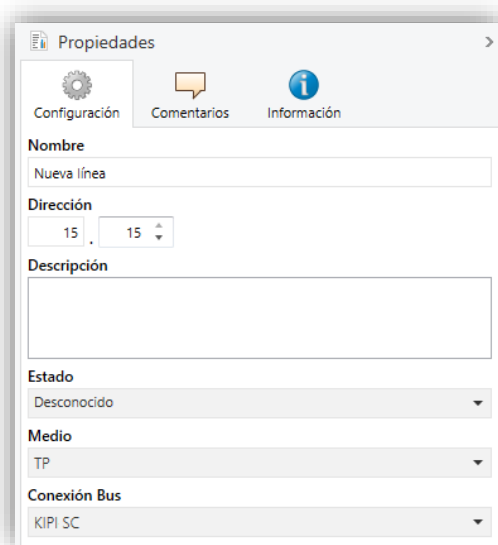 Propiedades
Configuración Comentarios Información
Nombre
Nueva línea
Dirección
15 . 15
Descripción
Estado
Desconocido
Medio
TP
Conexión Bus
KIPI SC